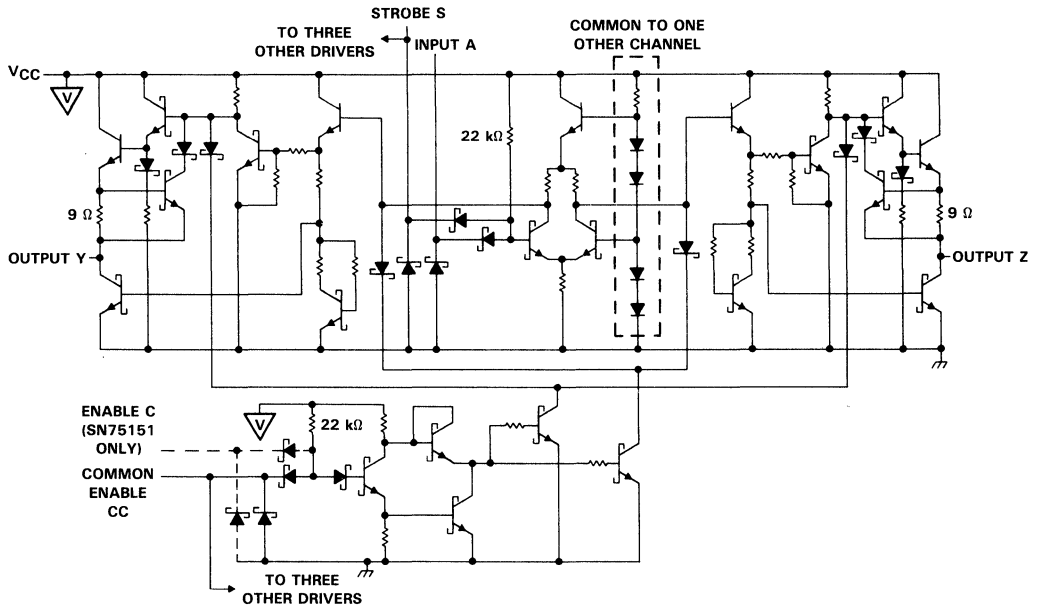 STROBE S
TO THREE
OTHER DRIVERS
INPUT A
COMMON TO ONE
OTHER CHANNEL
VCC
V
22 kΩ
9 Ω
9 Ω
OUTPUT Y
OUTPUT Z
ENABLE C
(SN75151
ONLY)
V
22 kΩ
COMMON
ENABLE
CC
TO THREE
OTHER DRIVERS